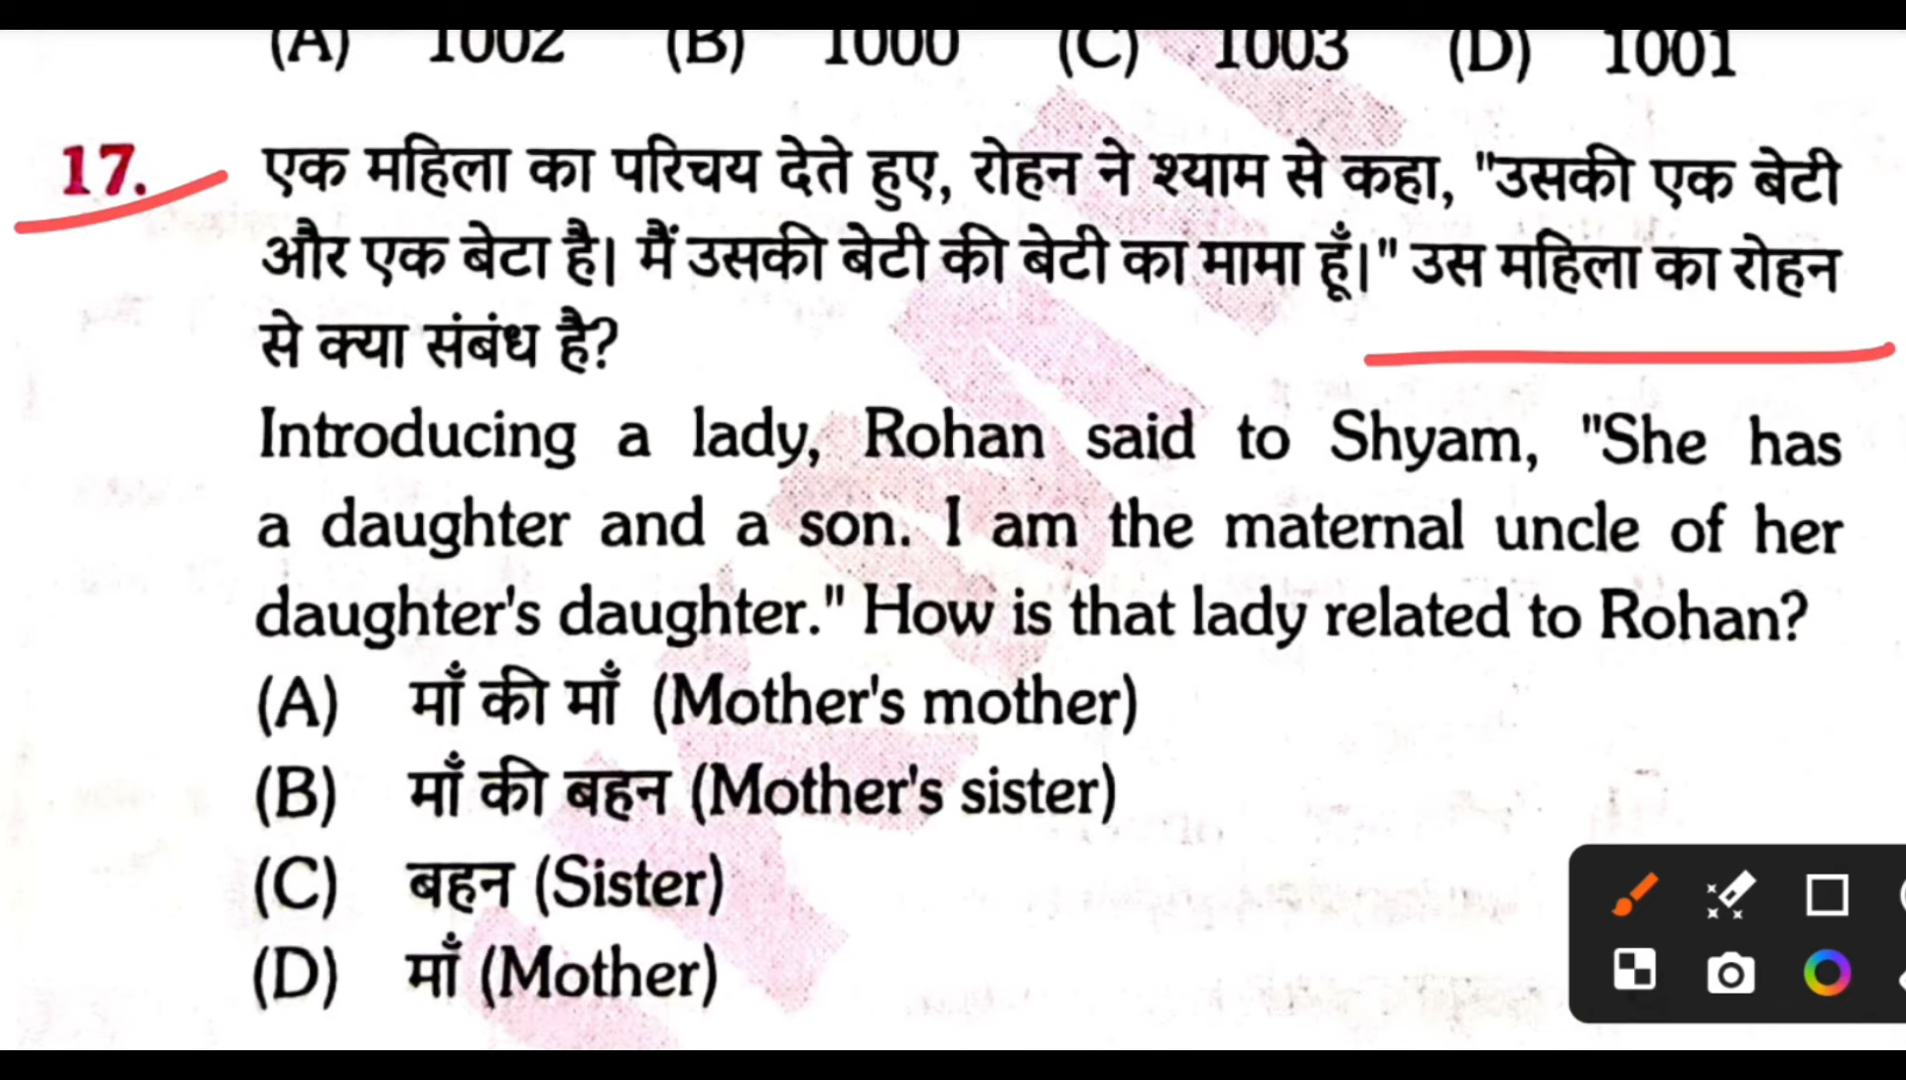 (A) 1002 (B) 1000 (C) 1003 (D) 1001
17. एक महिला का परिचय देते हुए, रोहन ने श्याम से कहा, "उसकी एक बेटी
और एक बेटा है। मैं उसकी बेटी की बेटी का मामा हूँ।" उस महिला का रोहन
से क्या संबंध है?
Introducing a lady, Rohan said to Shyam, "She has
a daughter and a son. I am the maternal uncle of her
daughter's daughter." How is that lady related to Rohan?
(A) माँ की माँ (Mother's mother)
(B) माँ की बहन (Mother's sister)
(C) बहन (Sister)
(D) माँ (Mother)